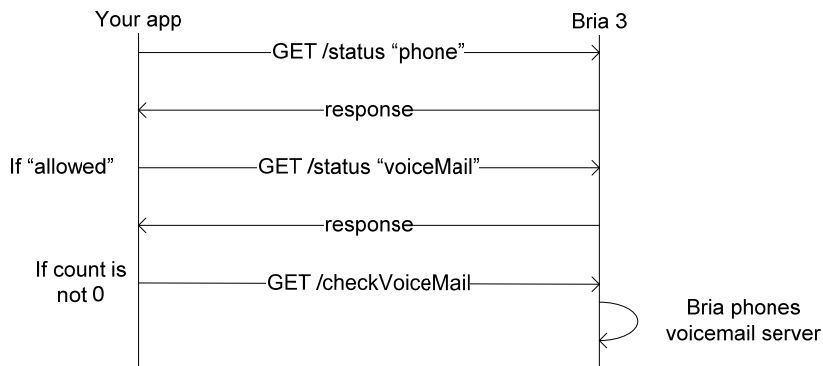 Your app
Bria 3
GET /status “phone”
response
If “allowed”
GET /status “voiceMail”
response
If count is
not 0
GET /checkVoiceMail
Bria phones
voicemail server